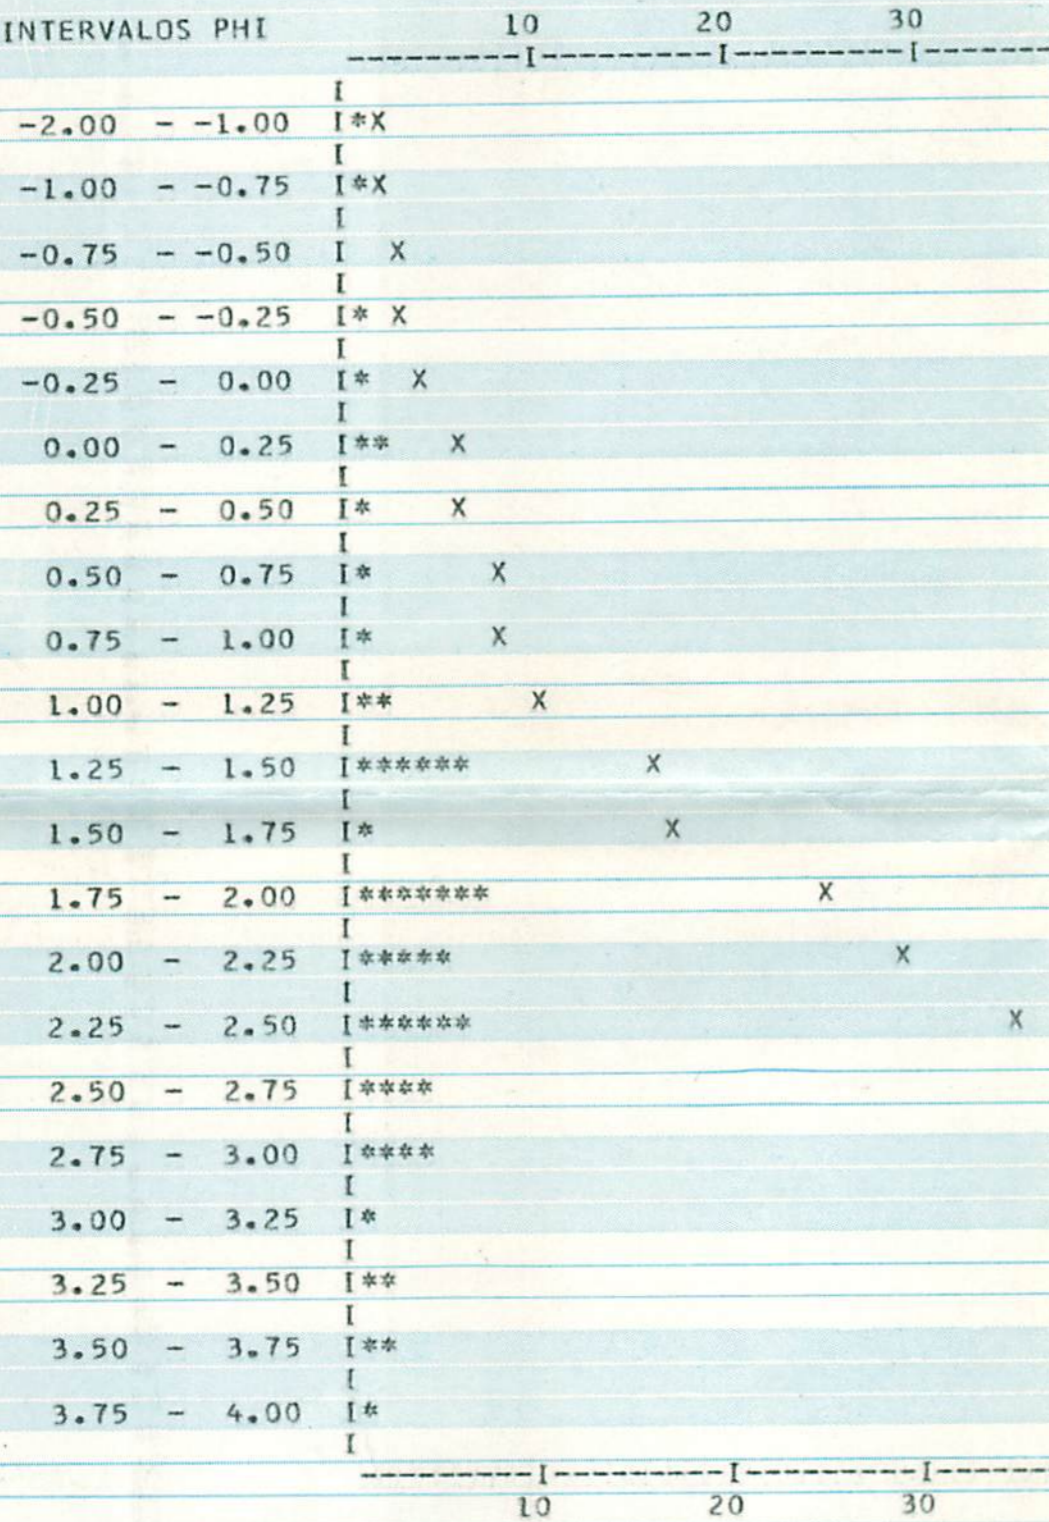 INTERVALOS PHI 10 20 30
---------I---------I---------I-------
I
-2.00 - -1.00 I*X
I
-1.00 - -0.75 I*X
I
-0.75 - -0.50 I  X
I
-0.50 - -0.25 I* X
I
-0.25 - 0.00 I*  X
I
0.00 - 0.25 I**   X
I
0.25 - 0.50 I*    X
I
0.50 - 0.75 I*      X
I
0.75 - 1.00 I*      X
I
1.00 - 1.25 I**       X
I
1.25 - 1.50 I******         X
I
1.50 - 1.75 I*               X
I
1.75 - 2.00 I*******                 X
I
2.00 - 2.25 I*****                       X
I
2.25 - 2.50 I******                            X
I
2.50 - 2.75 I****
I
2.75 - 3.00 I****
I
3.00 - 3.25 I*
I
3.25 - 3.50 I**
I
3.50 - 3.75 I**
I
3.75 - 4.00 I*
I
---------I---------I---------I------
10 20 30